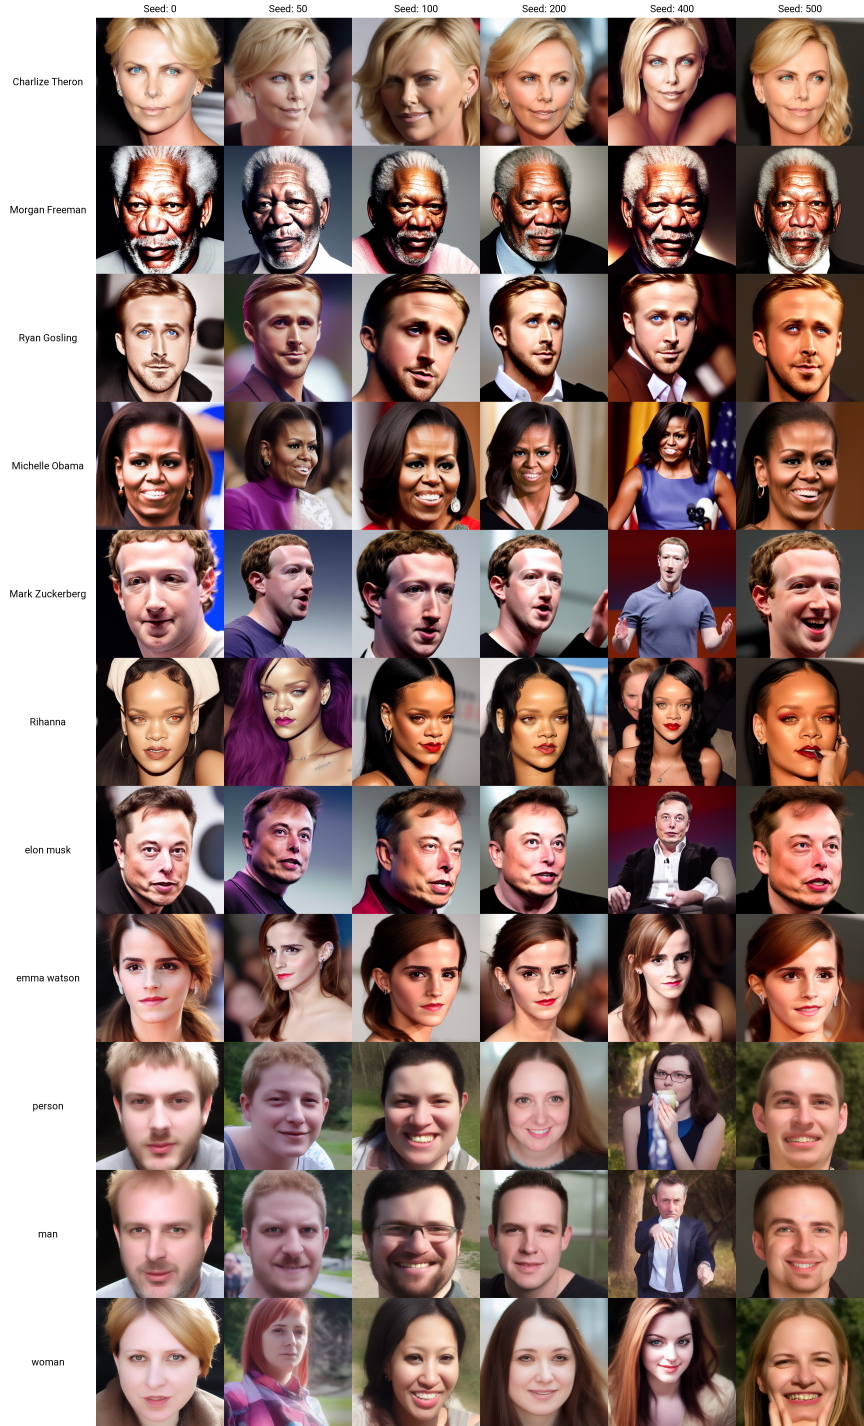 Seed: 0 Seed: 50 Seed: 100 Seed: 200 Seed: 400 Seed: 500
Charlize Theron
Morgan Freeman
Ryan Gosling
Michelle Obama
Mark Zuckerberg
Rihanna
elon musk
emma watson
person
man
woman